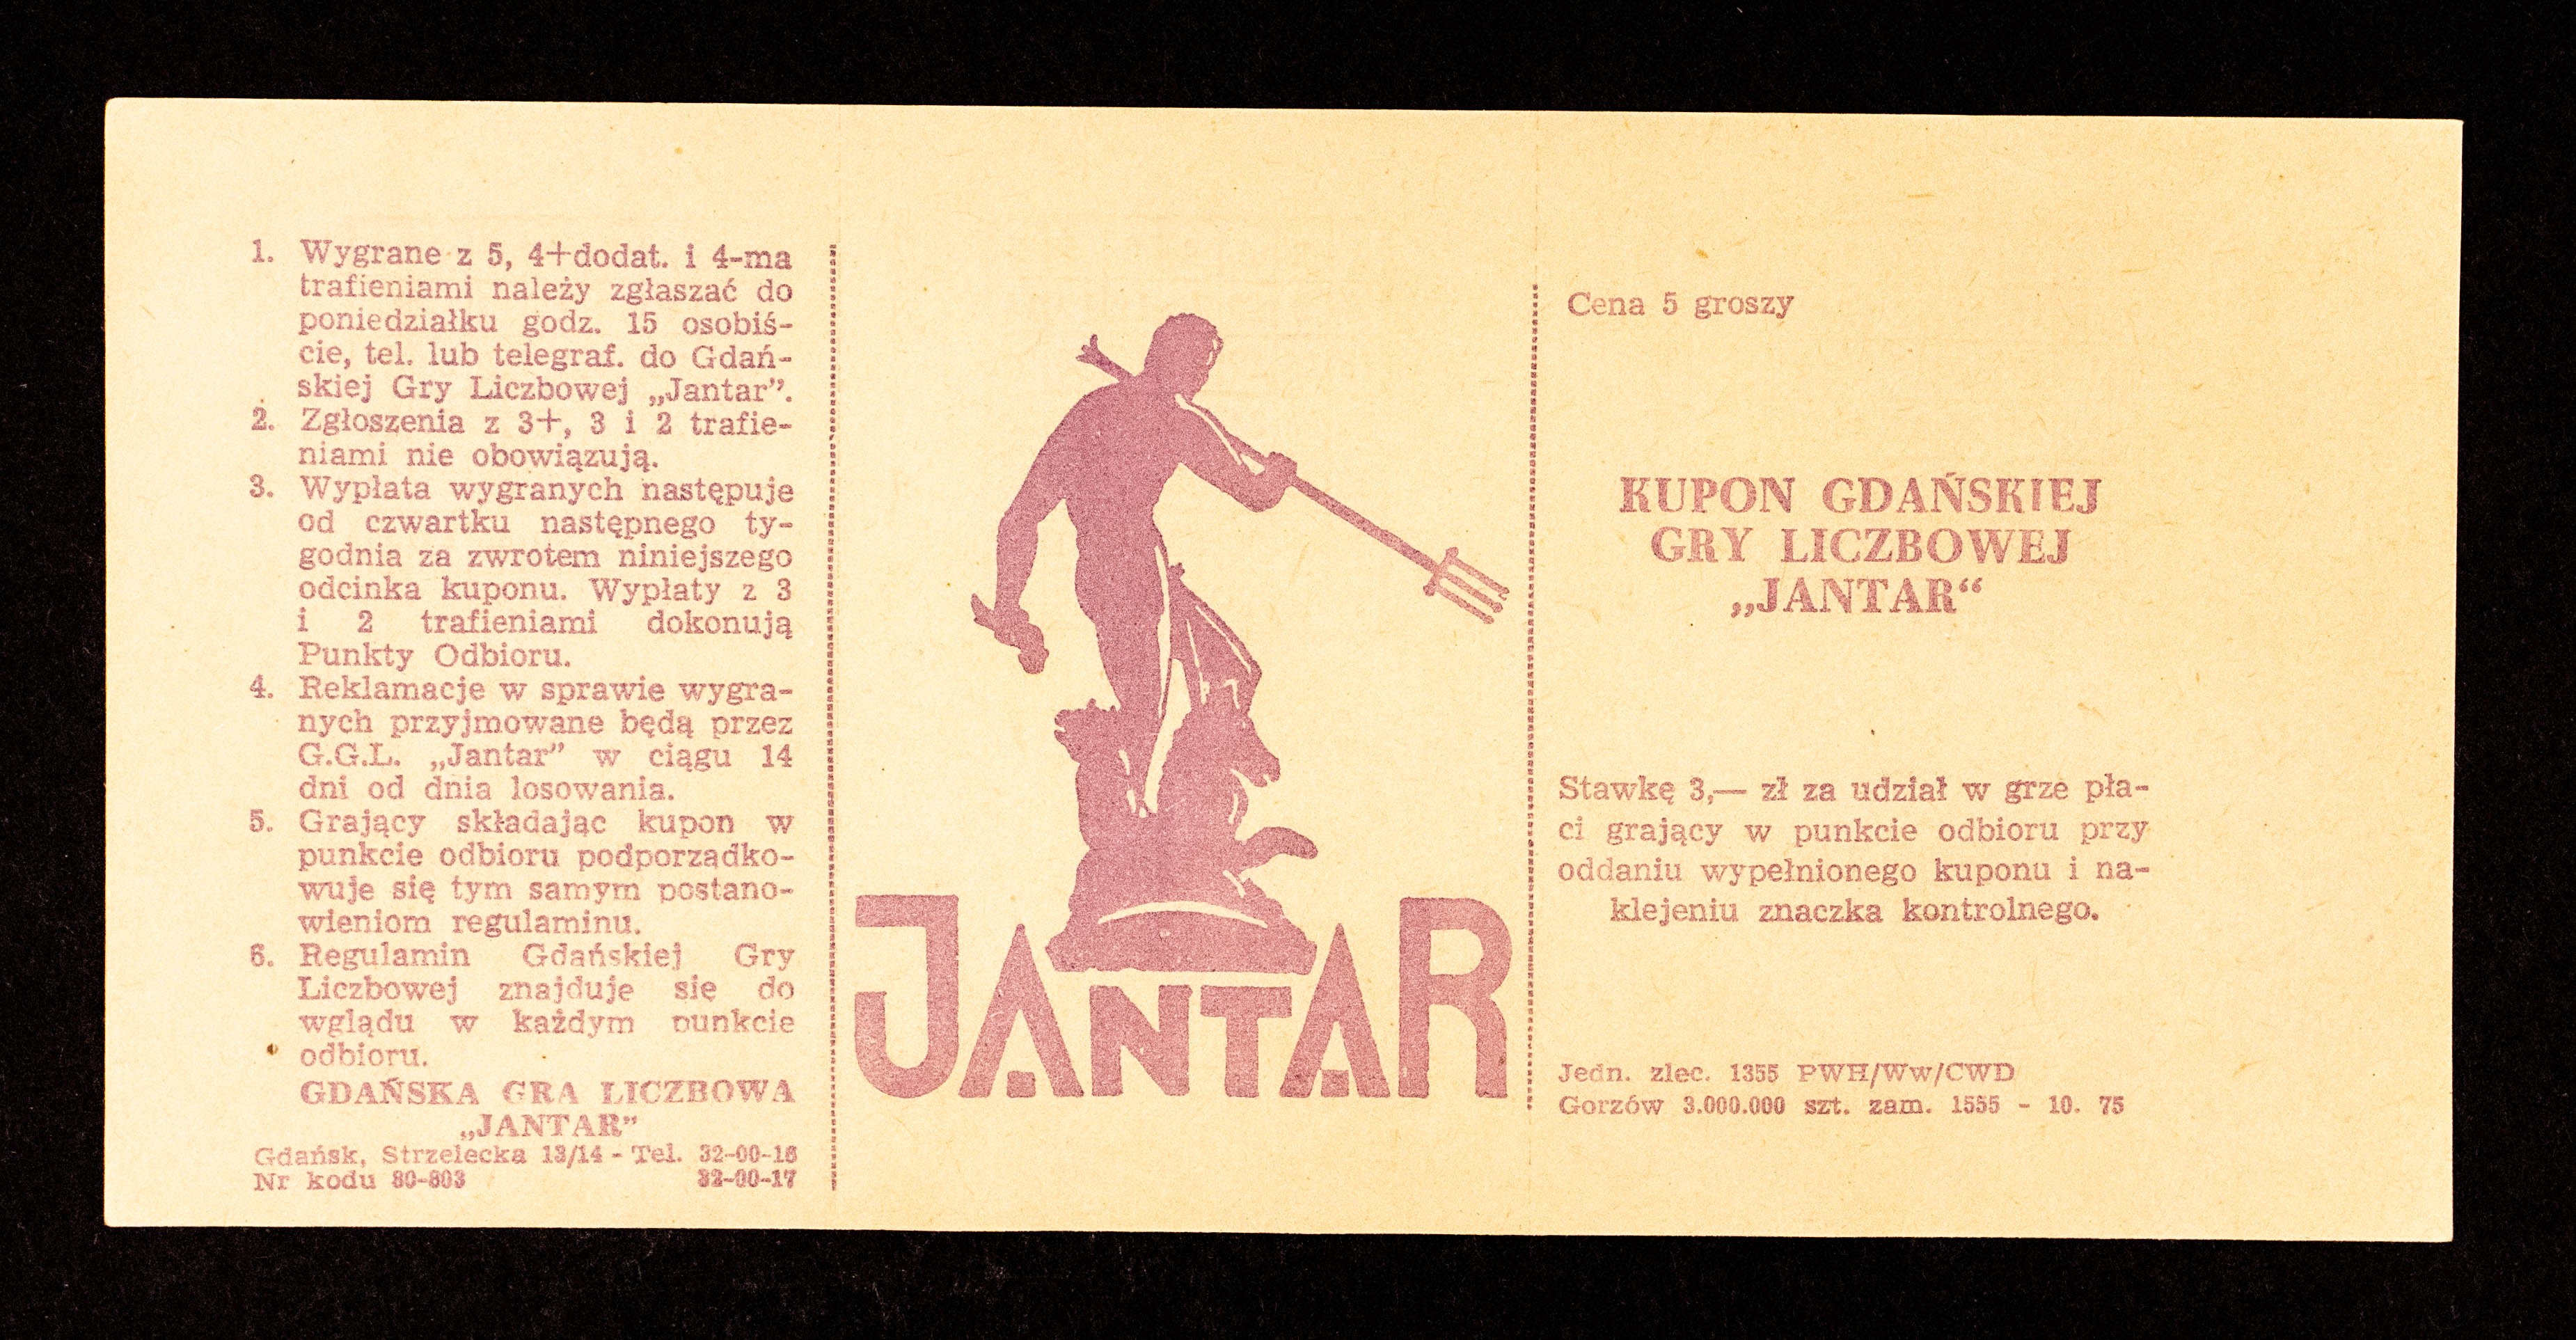 1. Wygrane z 5, 4+dodat. i 4-ma
trafieniami należy zgłaszać do
poniedziałku godz. 15 osobiś-
cie, tel. lub telegraf. do Gdań-
skiej Gry Liczbowej „Jantar”.
2. Zgłoszenia z 3+, 3 i 2 trafie-
niami nie obowiązują.
3. Wypłata wygranych następuje
od czwartku następnego ty-
godnia za zwrotem niniejszego
odcinka kuponu. Wypłaty z 3
i 2 trafieniami dokonują
Punkty Odbioru.
4. Reklamacje w sprawie wygra-
nych przyjmowane będą przez
G.G.L. „Jantar” w ciągu 14
dni od dnia losowania.
5. Grający składając kupon w
punkcie odbioru podporządko-
wuje się tym samym postano-
wieniom regulaminu.
6. Regulamin Gdańskiej Gry
Liczbowej znajduje się do
wglądu w każdym punkcie
odbioru.
GDAŃSKA GRA LICZBOWA
„JANTAR”
Gdańsk, Strzelecka 13/14 - Tel. 32-00-16
Nr kodu 80-803 32-00-17
JANTAR
Cena 5 groszy
KUPON GDAŃSKIEJ
GRY LICZBOWEJ
„JANTAR“
Stawkę 3,— zł za udział w grze pła-
ci grający w punkcie odbioru przy
oddaniu wypełnionego kuponu i na-
klejeniu znaczka kontrolnego.
Jedn. zlec. 1355 PWH/Ww/CWD
Gorzów 3.000.000 szt. zam. 1555 - 10. 75